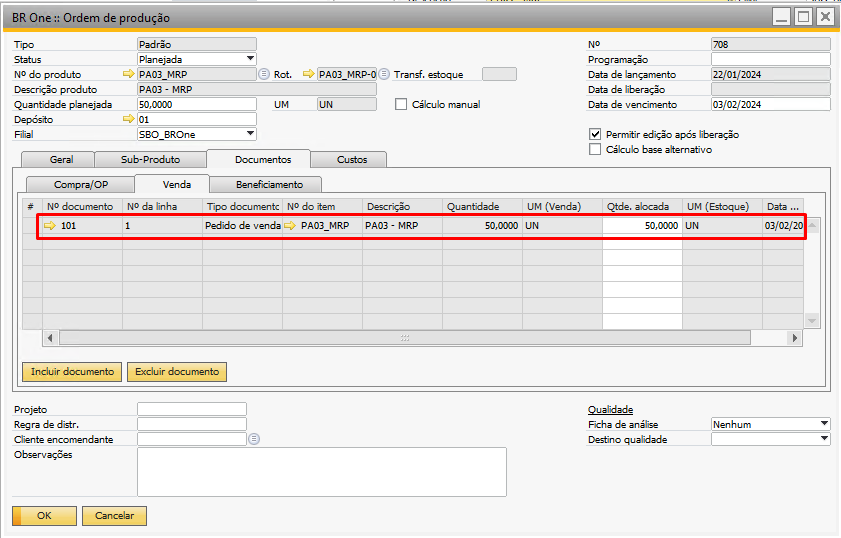 BR One :: Ordem de produção
Tipo Padrão Nº 708
Status Planejada Programação
Nº do produto PA03_MRP Rot. PA03_MRP-0 Transf. estoque Data de lançamento 22/01/2024
Descrição produto PA03 - MRP Data de liberação
Quantidade planejada 50,0000 UM UN Cálculo manual Data de vencimento 03/02/2024
Depósito 01
Filial SBO_BROne Permitir edição após liberação
Cálculo base alternativo
Geral Sub-Produto Documentos Custos
Compra/OP Venda Beneficiamento
# Nº documento Nº da linha Tipo documento Nº do item Descrição Quantidade UM (Venda) Qtde. alocada UM (Estoque) Data ...
101 1 Pedido de venda PA03_MRP PA03 - MRP 50,0000 UN 50,0000 UN 03/02/20
Incluir documento Excluir documento
Projeto Qualidade
Regra de distr. Ficha de análise Nenhum
Cliente encomendante Destino qualidade
Observações
OK Cancelar